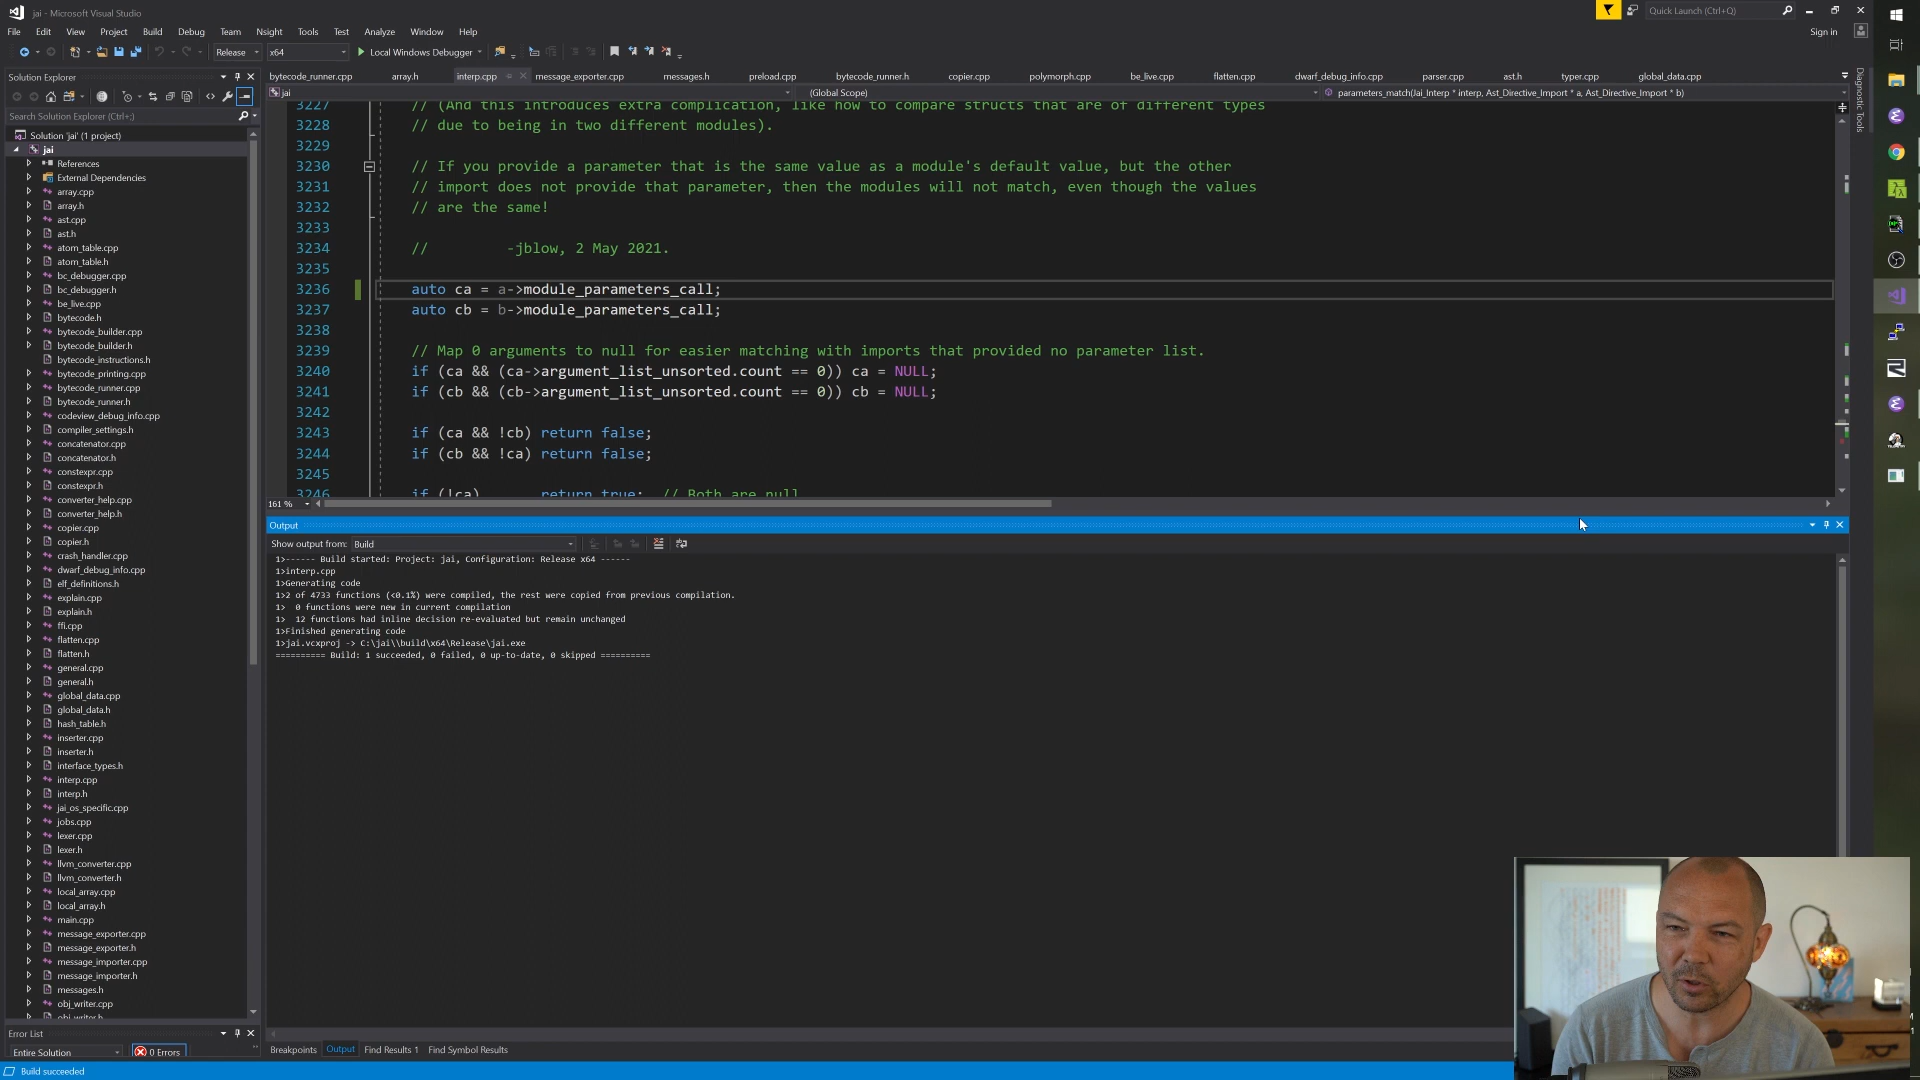 jai - Microsoft Visual Studio
Quick Launch (Ctrl+Q)
File Edit View Project Build Debug Team Nsight Tools Test Analyze Window Help
Sign in
Release x64 Local Windows Debugger
Solution Explorer
bytecode_runner.cpp array.h interp.cpp message_exporter.cpp messages.h preload.cpp bytecode_runner.h copier.cpp polymorph.cpp be_live.cpp flatten.cpp dwarf_debug_info.cpp parser.cpp ast.h typer.cpp global_data.cpp
Diagnostic Tools
jai (Global Scope) parameters_match(Jai_Interp * interp, Ast_Directive_Import * a, Ast_Directive_Import * b)
Search Solution Explorer (Ctrl+;)
Solution 'jai' (1 project)
jai
References
External Dependencies
array.cpp
array.h
ast.cpp
ast.h
atom_table.cpp
atom_table.h
bc_debugger.cpp
bc_debugger.h
be_live.cpp
bytecode.h
bytecode_builder.cpp
bytecode_builder.h
bytecode_instructions.h
bytecode_printing.cpp
bytecode_runner.cpp
bytecode_runner.h
codeview_debug_info.cpp
compiler_settings.h
concatenator.cpp
concatenator.h
constexpr.cpp
constexpr.h
converter_help.cpp
converter_help.h
copier.cpp
copier.h
crash_handler.cpp
dwarf_debug_info.cpp
elf_definitions.h
explain.cpp
explain.h
ffi.cpp
flatten.cpp
flatten.h
general.cpp
general.h
global_data.cpp
global_data.h
hash_table.h
inserter.cpp
inserter.h
interface_types.h
interp.cpp
interp.h
jai_os_specific.cpp
jobs.cpp
lexer.cpp
lexer.h
llvm_converter.cpp
llvm_converter.h
local_array.cpp
local_array.h
main.cpp
message_exporter.cpp
message_exporter.h
message_importer.cpp
message_importer.h
messages.h
obj_writer.cpp
obj_writer.h
3227 // (And this introduces extra complication, like how to compare structs that are of different types
3228 // due to being in two different modules).
3229
3230 // If you provide a parameter that is the same value as a module's default value, but the other
3231 // import does not provide that parameter, then the modules will not match, even though the values
3232 // are the same!
3233
3234 // -jblow, 2 May 2021.
3235
3236 auto ca = a->module_parameters_call;
3237 auto cb = b->module_parameters_call;
3238
3239 // Map 0 arguments to null for easier matching with imports that provided no parameter list.
3240 if (ca && (ca->argument_list_unsorted.count == 0)) ca = NULL;
3241 if (cb && (cb->argument_list_unsorted.count == 0)) cb = NULL;
3242
3243 if (ca && !cb) return false;
3244 if (cb && !ca) return false;
3245
3246 if (!ca) return true; // Both are null
161 %
Output
Show output from: Build
1>------ Build started: Project: jai, Configuration: Release x64 ------
1>interp.cpp
1>Generating code
1>2 of 4733 functions (<0.1%) were compiled, the rest were copied from previous compilation.
1> 0 functions were new in current compilation
1> 12 functions had inline decision re-evaluated but remain unchanged
1>Finished generating code
1>jai.vcxproj -> C:\jai\\build\x64\Release\jai.exe
========== Build: 1 succeeded, 0 failed, 0 up-to-date, 0 skipped ==========
Error List
Entire Solution 0 Errors
Breakpoints Output Find Results 1 Find Symbol Results
Build succeeded